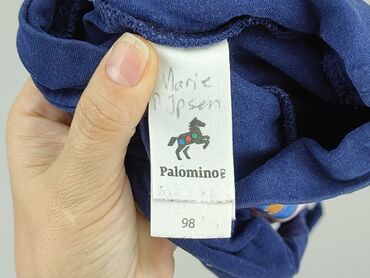 Marie
P Jpsen
Palomino
98